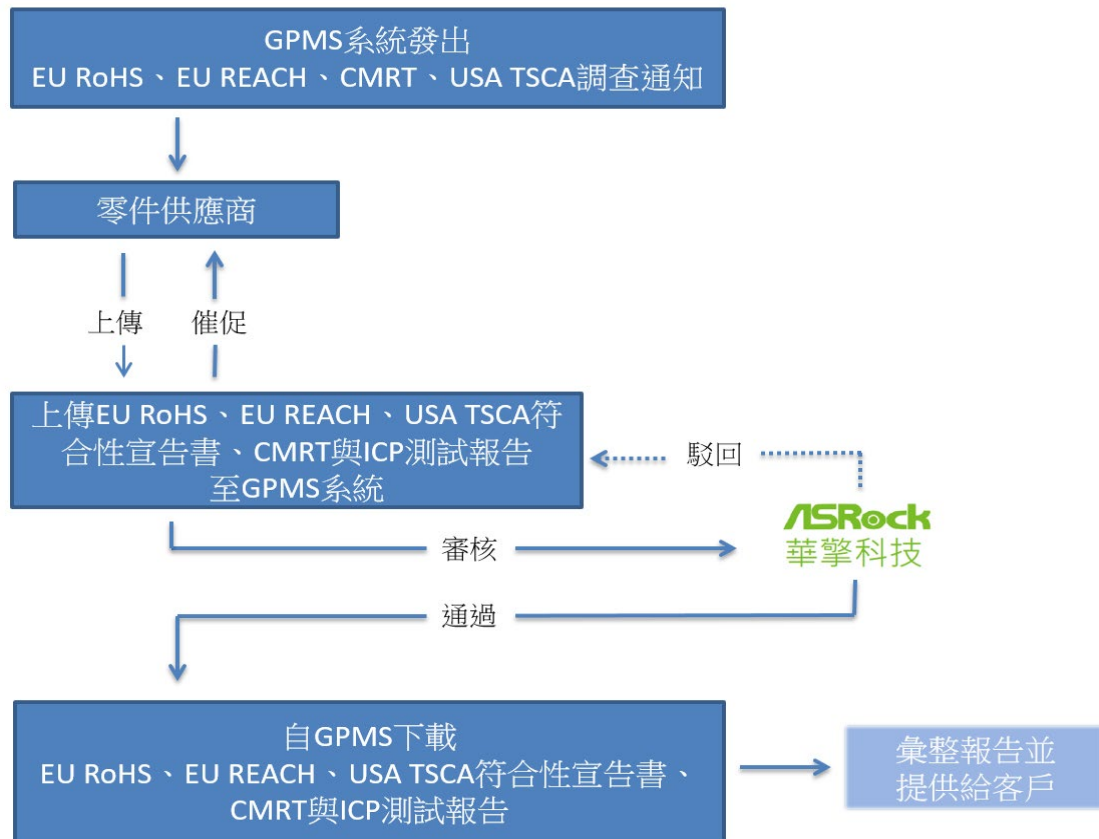 GPMS系統發出
EU RoHS、EU REACH、CMRT、USA TSCA調查通知
零件供應商
上傳
催促
上傳EU RoHS、EU REACH、USA TSCA符
合性宣告書、CMRT與ICP測試報告
至GPMS系統
駁回
ASRock
華擎科技
審核
通過
自GPMS下載
EU RoHS、EU REACH、USA TSCA符合性宣告書、
CMRT與ICP測試報告
彙整報告並
提供給客戶